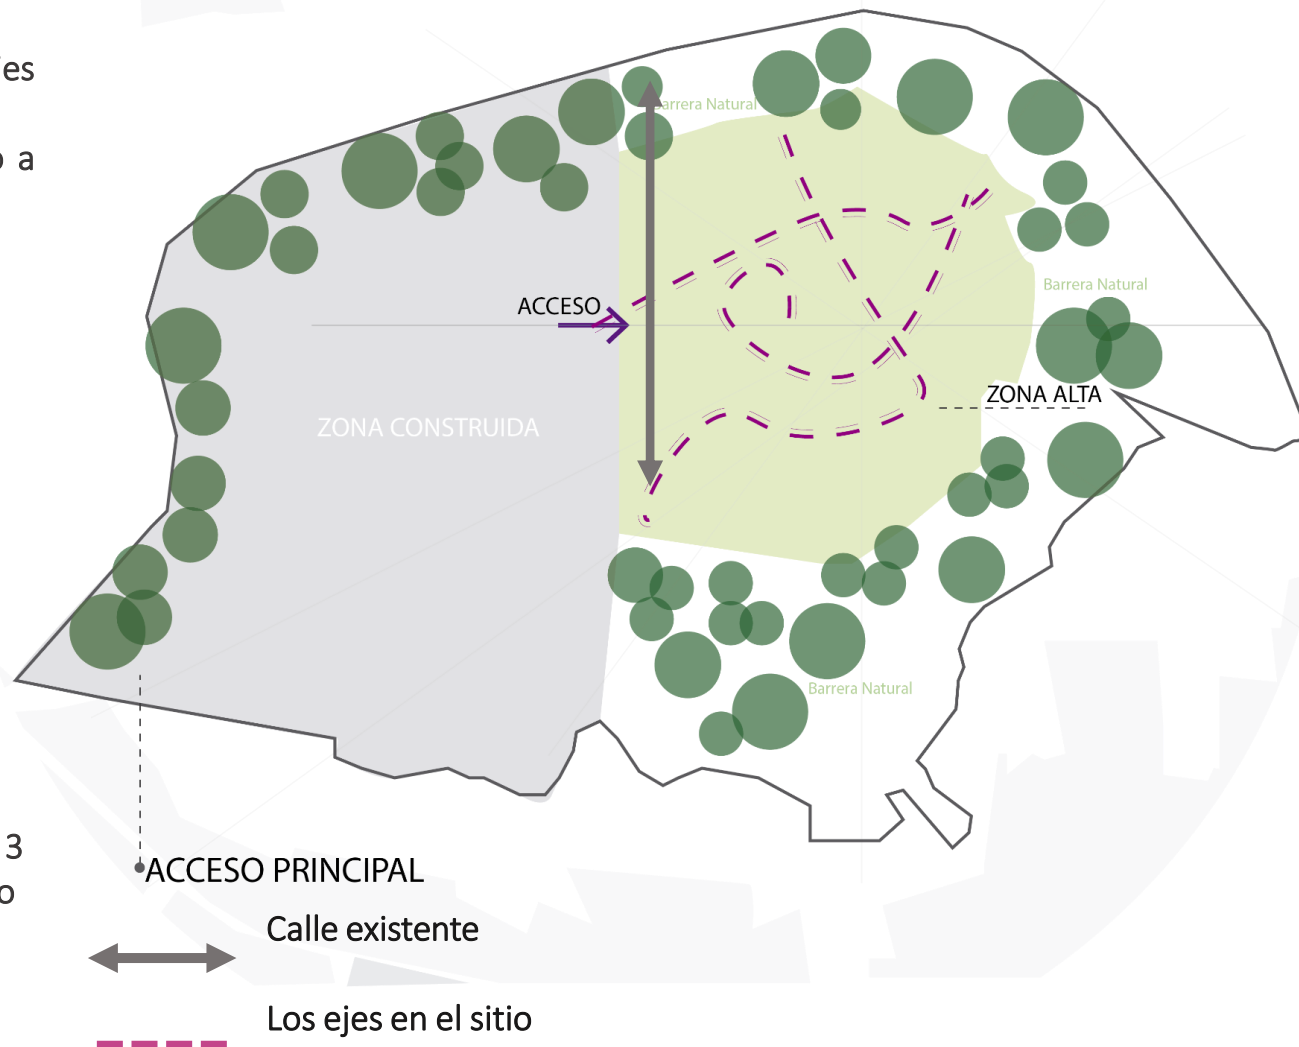 a
Barrera Natural
Barrera Natural
ACCESO
ZONA ALTA
ZONA CONSTRUIDA
Barrera Natural
3
ACCESO PRINCIPAL
Calle existente
Los ejes en el sitio